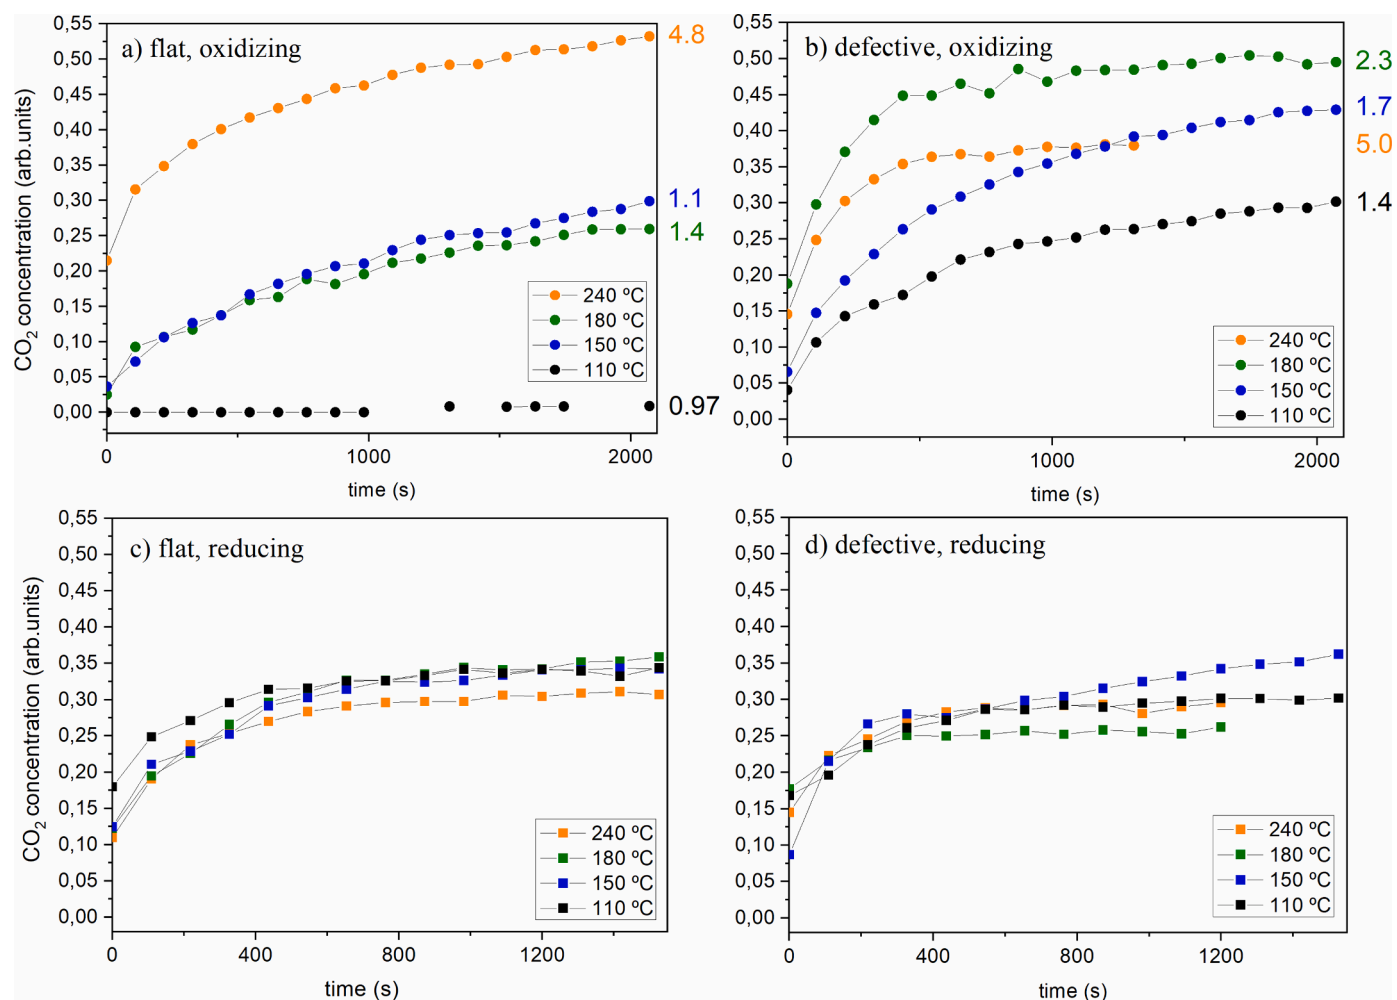 a) flat, oxidizing
CO2 concentration (arb.units)
0,55
0,50
0,45
0,40
0,35
0,30
0,25
0,20
0,15
0,10
0,05
0,00
4.8
1.1
1.4
0.97
240 ºC
180 ºC
150 ºC
110 ºC
0
1000
2000
time (s)
b) defective, oxidizing
0,55
0,50
0,45
0,40
0,35
0,30
0,25
0,20
0,15
0,10
0,05
0,00
2.3
1.7
5.0
1.4
240 ºC
180 ºC
150 ºC
110 ºC
0
1000
2000
time (s)
c) flat, reducing
CO2 concentration (arb.units)
0,55
0,50
0,45
0,40
0,35
0,30
0,25
0,20
0,15
0,10
0,05
0,00
240 ºC
180 ºC
150 ºC
110 ºC
0
400
800
1200
time (s)
d) defective, reducing
0,55
0,50
0,45
0,40
0,35
0,30
0,25
0,20
0,15
0,10
0,05
0,00
240 ºC
180 ºC
150 ºC
110 ºC
0
400
800
1200
time (s)